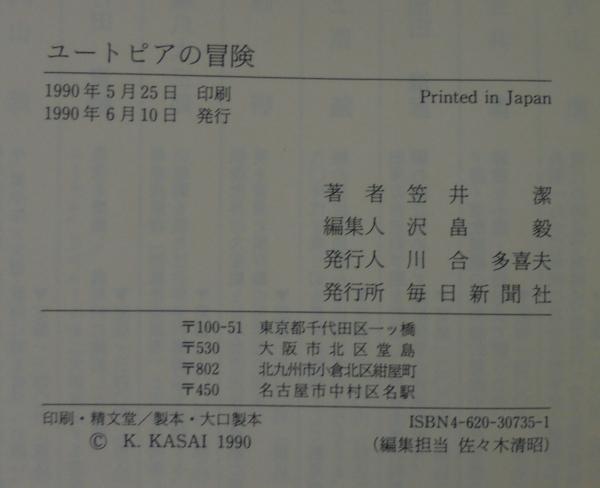 ユートピアの冒険
1990年5月25日 印刷
1990年6月10日 発行
Printed in Japan
著者 笠井潔
編集人 沢畠毅
発行人 川合多喜夫
発行所 毎日新聞社
〒100-51 東京都千代田区一ッ橋
〒530 大阪市北区堂島
〒802 北九州市小倉北区紺屋町
〒450 名古屋市中村区名駅
印刷・精文堂/製本・大口製本
ISBN4-620-30735-1
© K. KASAI 1990
(編集担当 佐々木清昭)